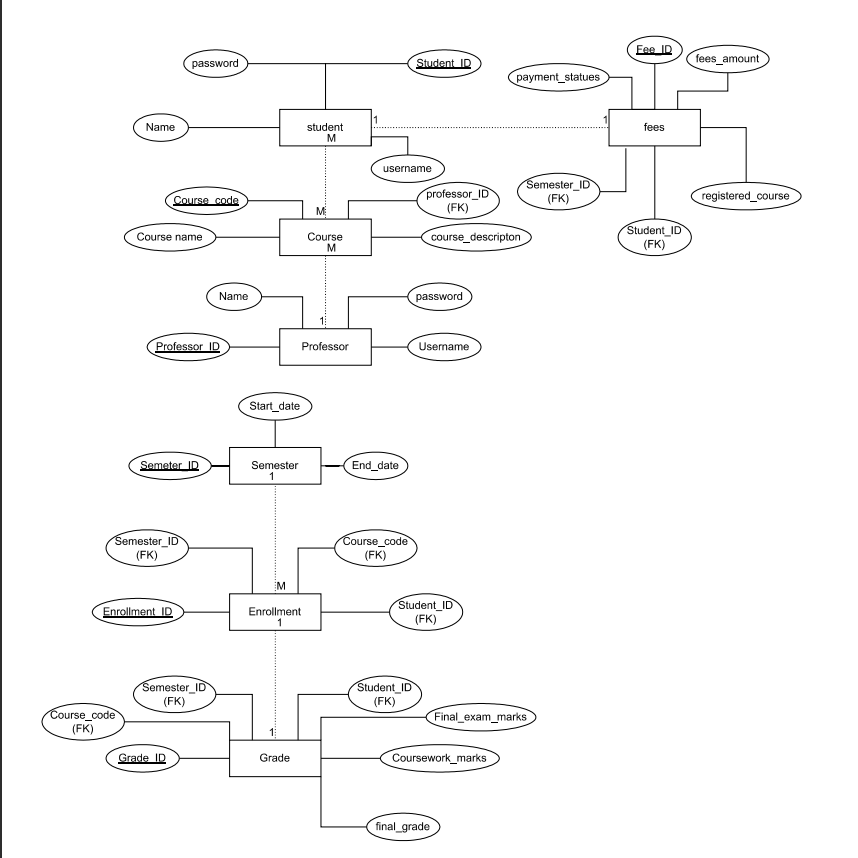 Fee_ID
password
Student_ID
fees_amount
payment_statues
Name
student
M
1
1
fees
username
Semester_ID
(FK)
registered_course
Course_code
professor_ID
(FK)
M
Course name
Course
M
course_descripton
Student_ID
(FK)
Name
password
1
Professor_ID
Professor
Username
Start_date
Semeter_ID
Semester
1
End_date
Semester_ID
(FK)
Course_code
(FK)
M
Enrollment_ID
Enrollment
1
Student_ID
(FK)
Semester_ID
(FK)
Student_ID
(FK)
Course_code
(FK)
Final_exam_marks
1
Grade_ID
Grade
Coursework_marks
final_grade